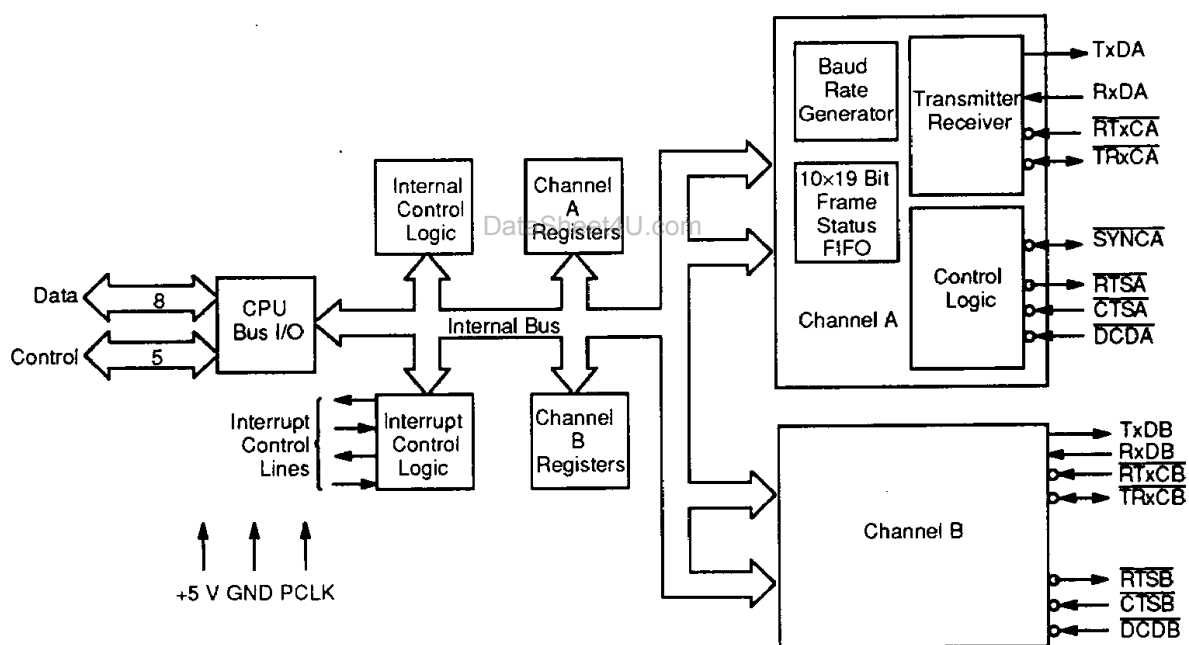 Baud
Rate
Generator
Transmitter
Receiver
TxDA
RxDA
RTxCA
TRxCA
Internal
Control
Logic
Channel
A
Registers
10×19 Bit
Frame
Status
FIFO
DataSheet4U.com
Control
Logic
SYNCA
RTSA
CTSA
DCDA
Channel A
Data
8
CPU
Bus I/O
Internal Bus
Control
5
Interrupt
Control
Lines
Interrupt
Control
Logic
Channel
B
Registers
Channel B
TxDB
RxDB
RTxCB
TRxCB
RTSB
CTSB
DCDB
+5 V GND PCLK